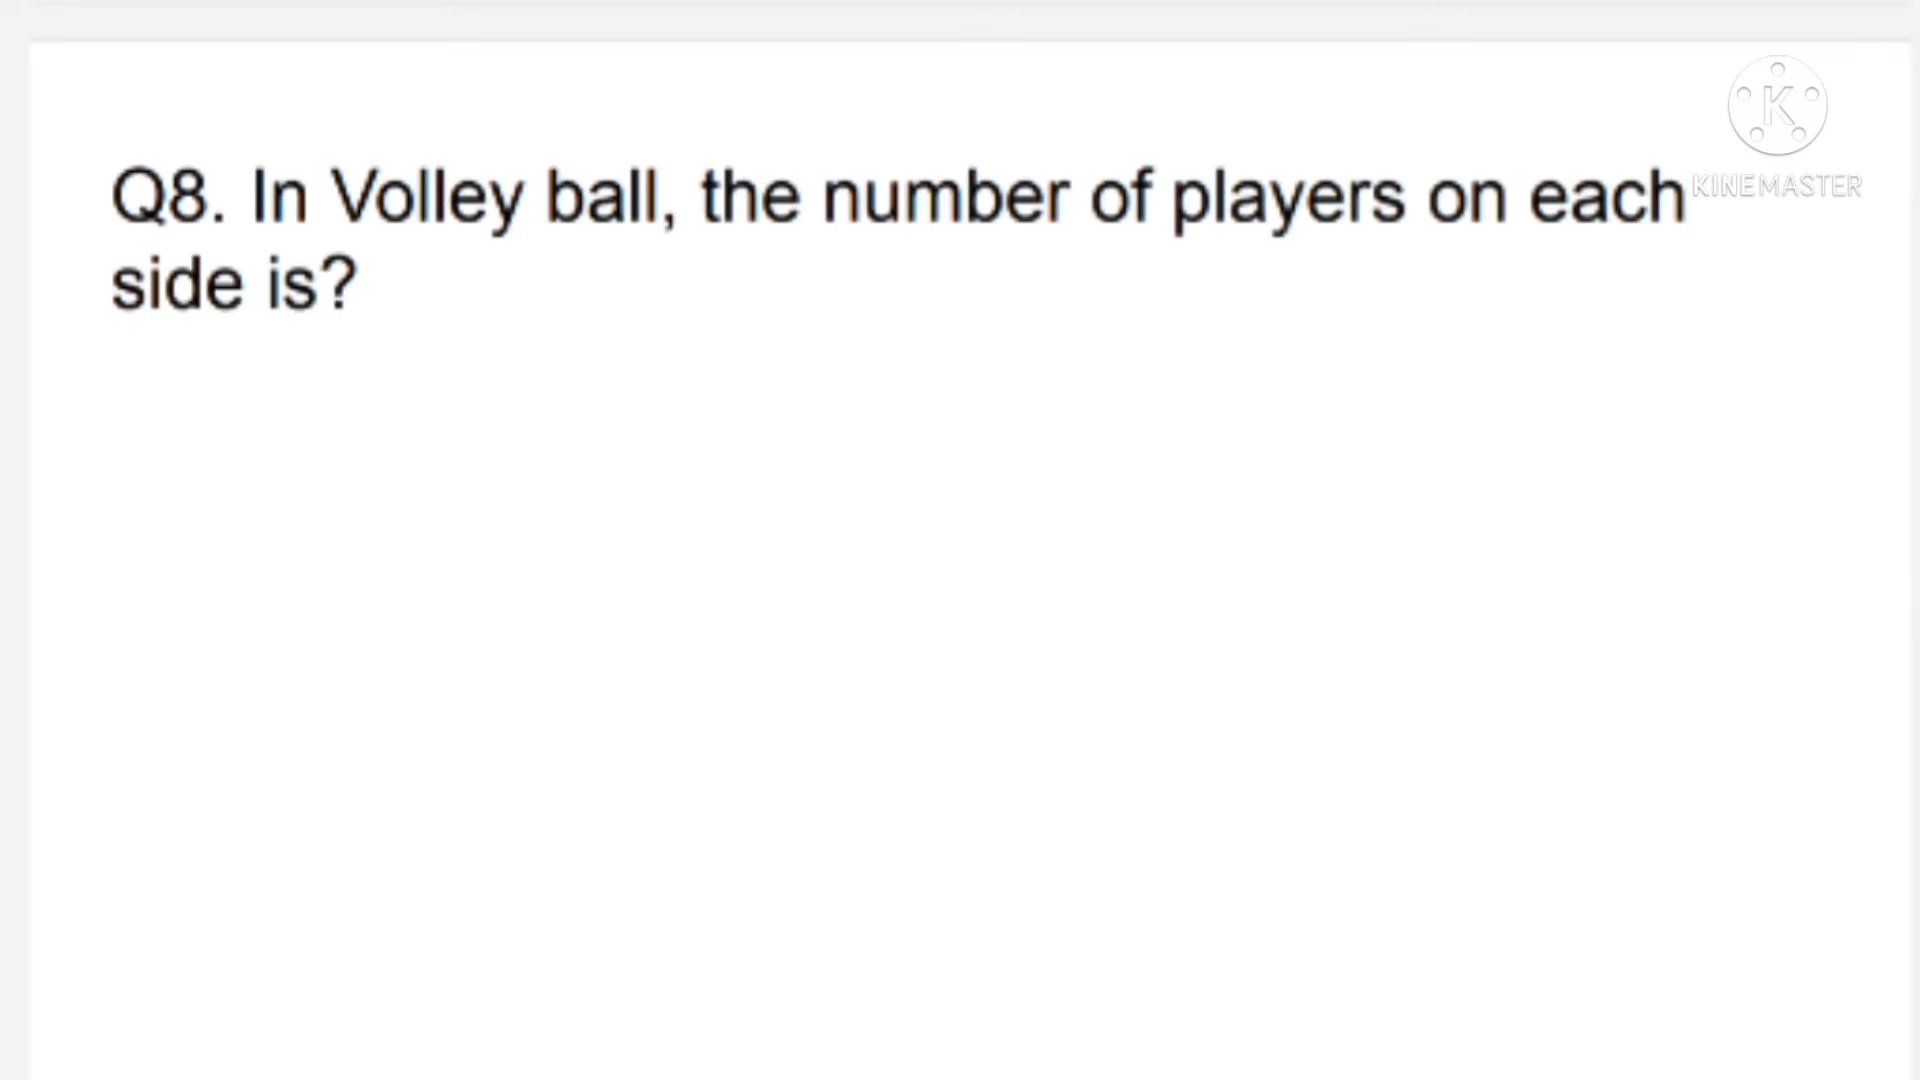 Q8. In Volley ball, the number of players on each
side is?
K
KINEMASTER